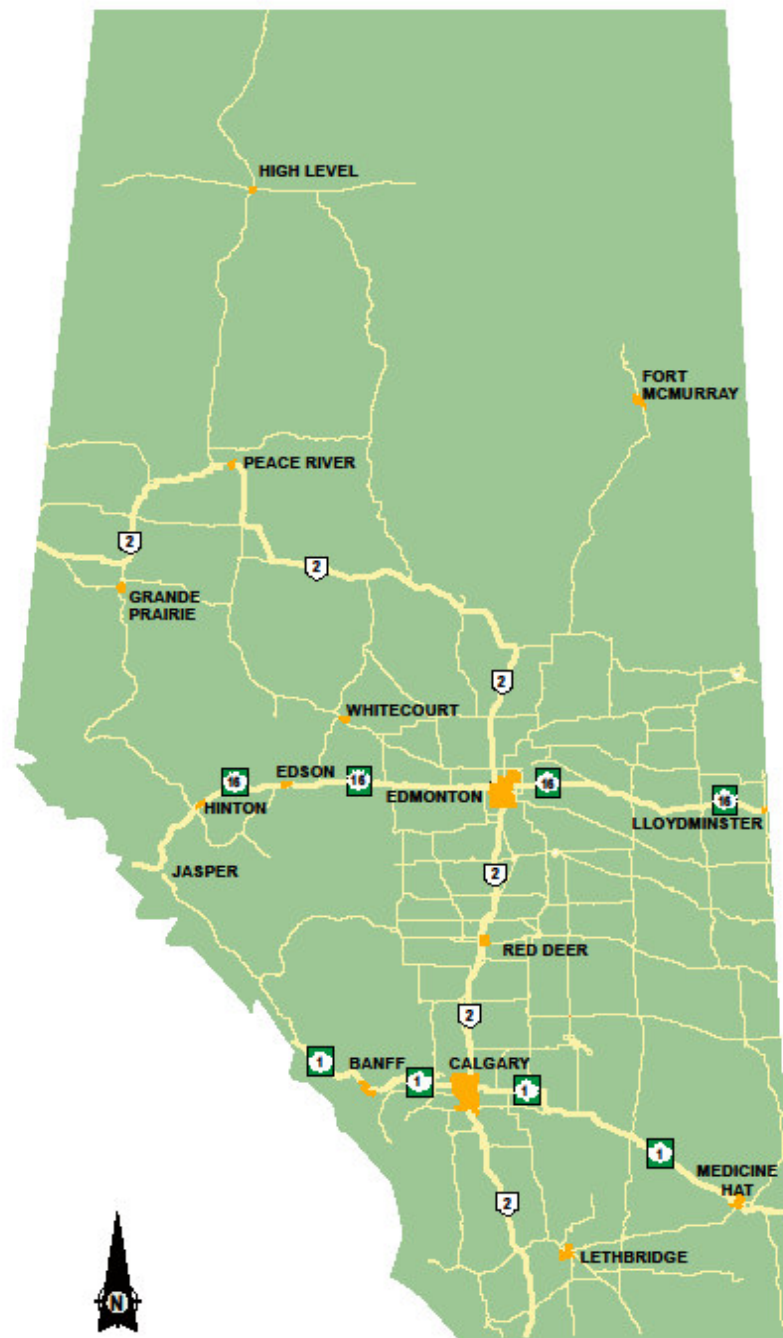 HIGH LEVEL
FORT
MCMURRAY
PEACE RIVER
2
2
GRANDE
PRAIRIE
2
WHITECOURT
EDSON
16
16
EDMONTON
16
HINTON
16
LLOYDMINSTER
JASPER
2
RED DEER
2
BANFF
CALGARY
1
1
1
1
MEDICINE
HAT
2
LETHBRIDGE
N